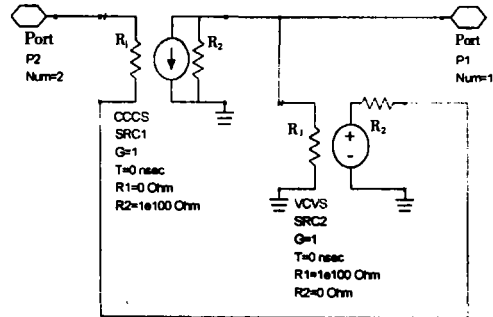 Port
P2
Num=2
R₁
R₂
Port
P1
Num=1
CCCS
SRC1
G=1
T=0 nsec
R1=0 Ohm
R2=1e100 Ohm
R₁
+
-
R₂
VCVS
SRC2
G=1
T=0 nsec
R1=1e100 Ohm
R2=0 Ohm